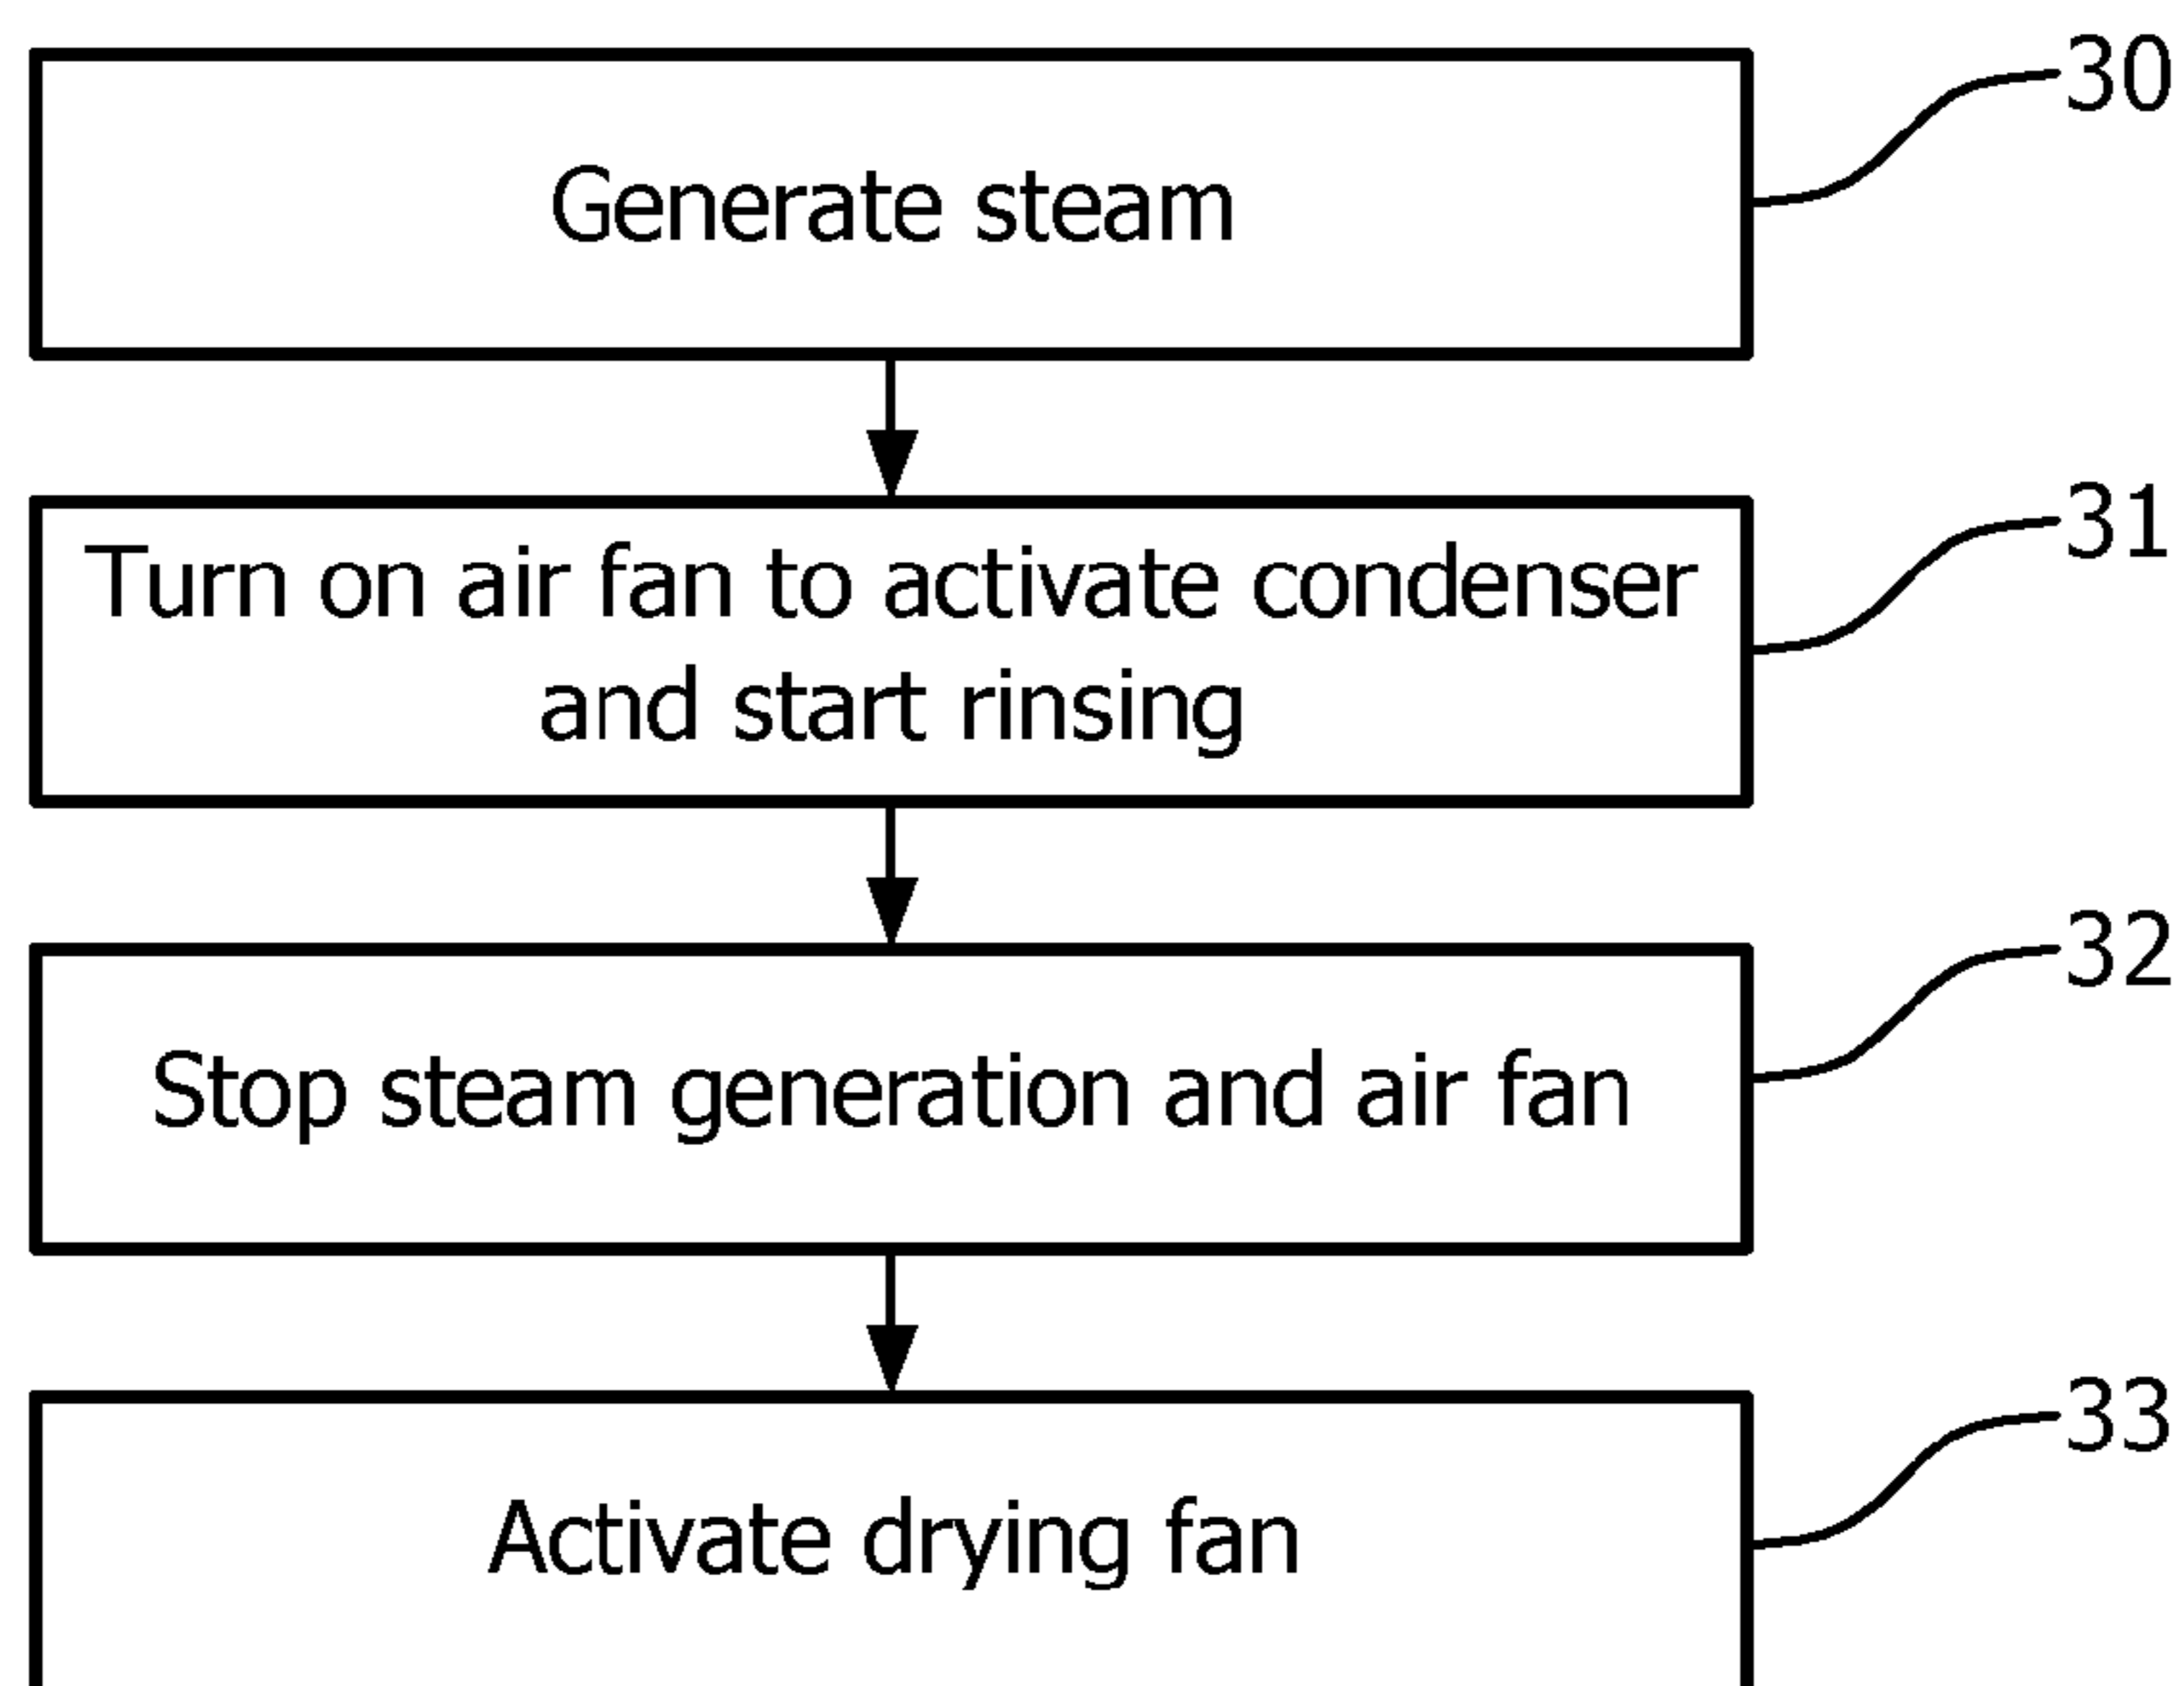 30
Generate steam
31
Turn on air fan to activate condenser
and start rinsing
32
Stop steam generation and air fan
33
Activate drying fan